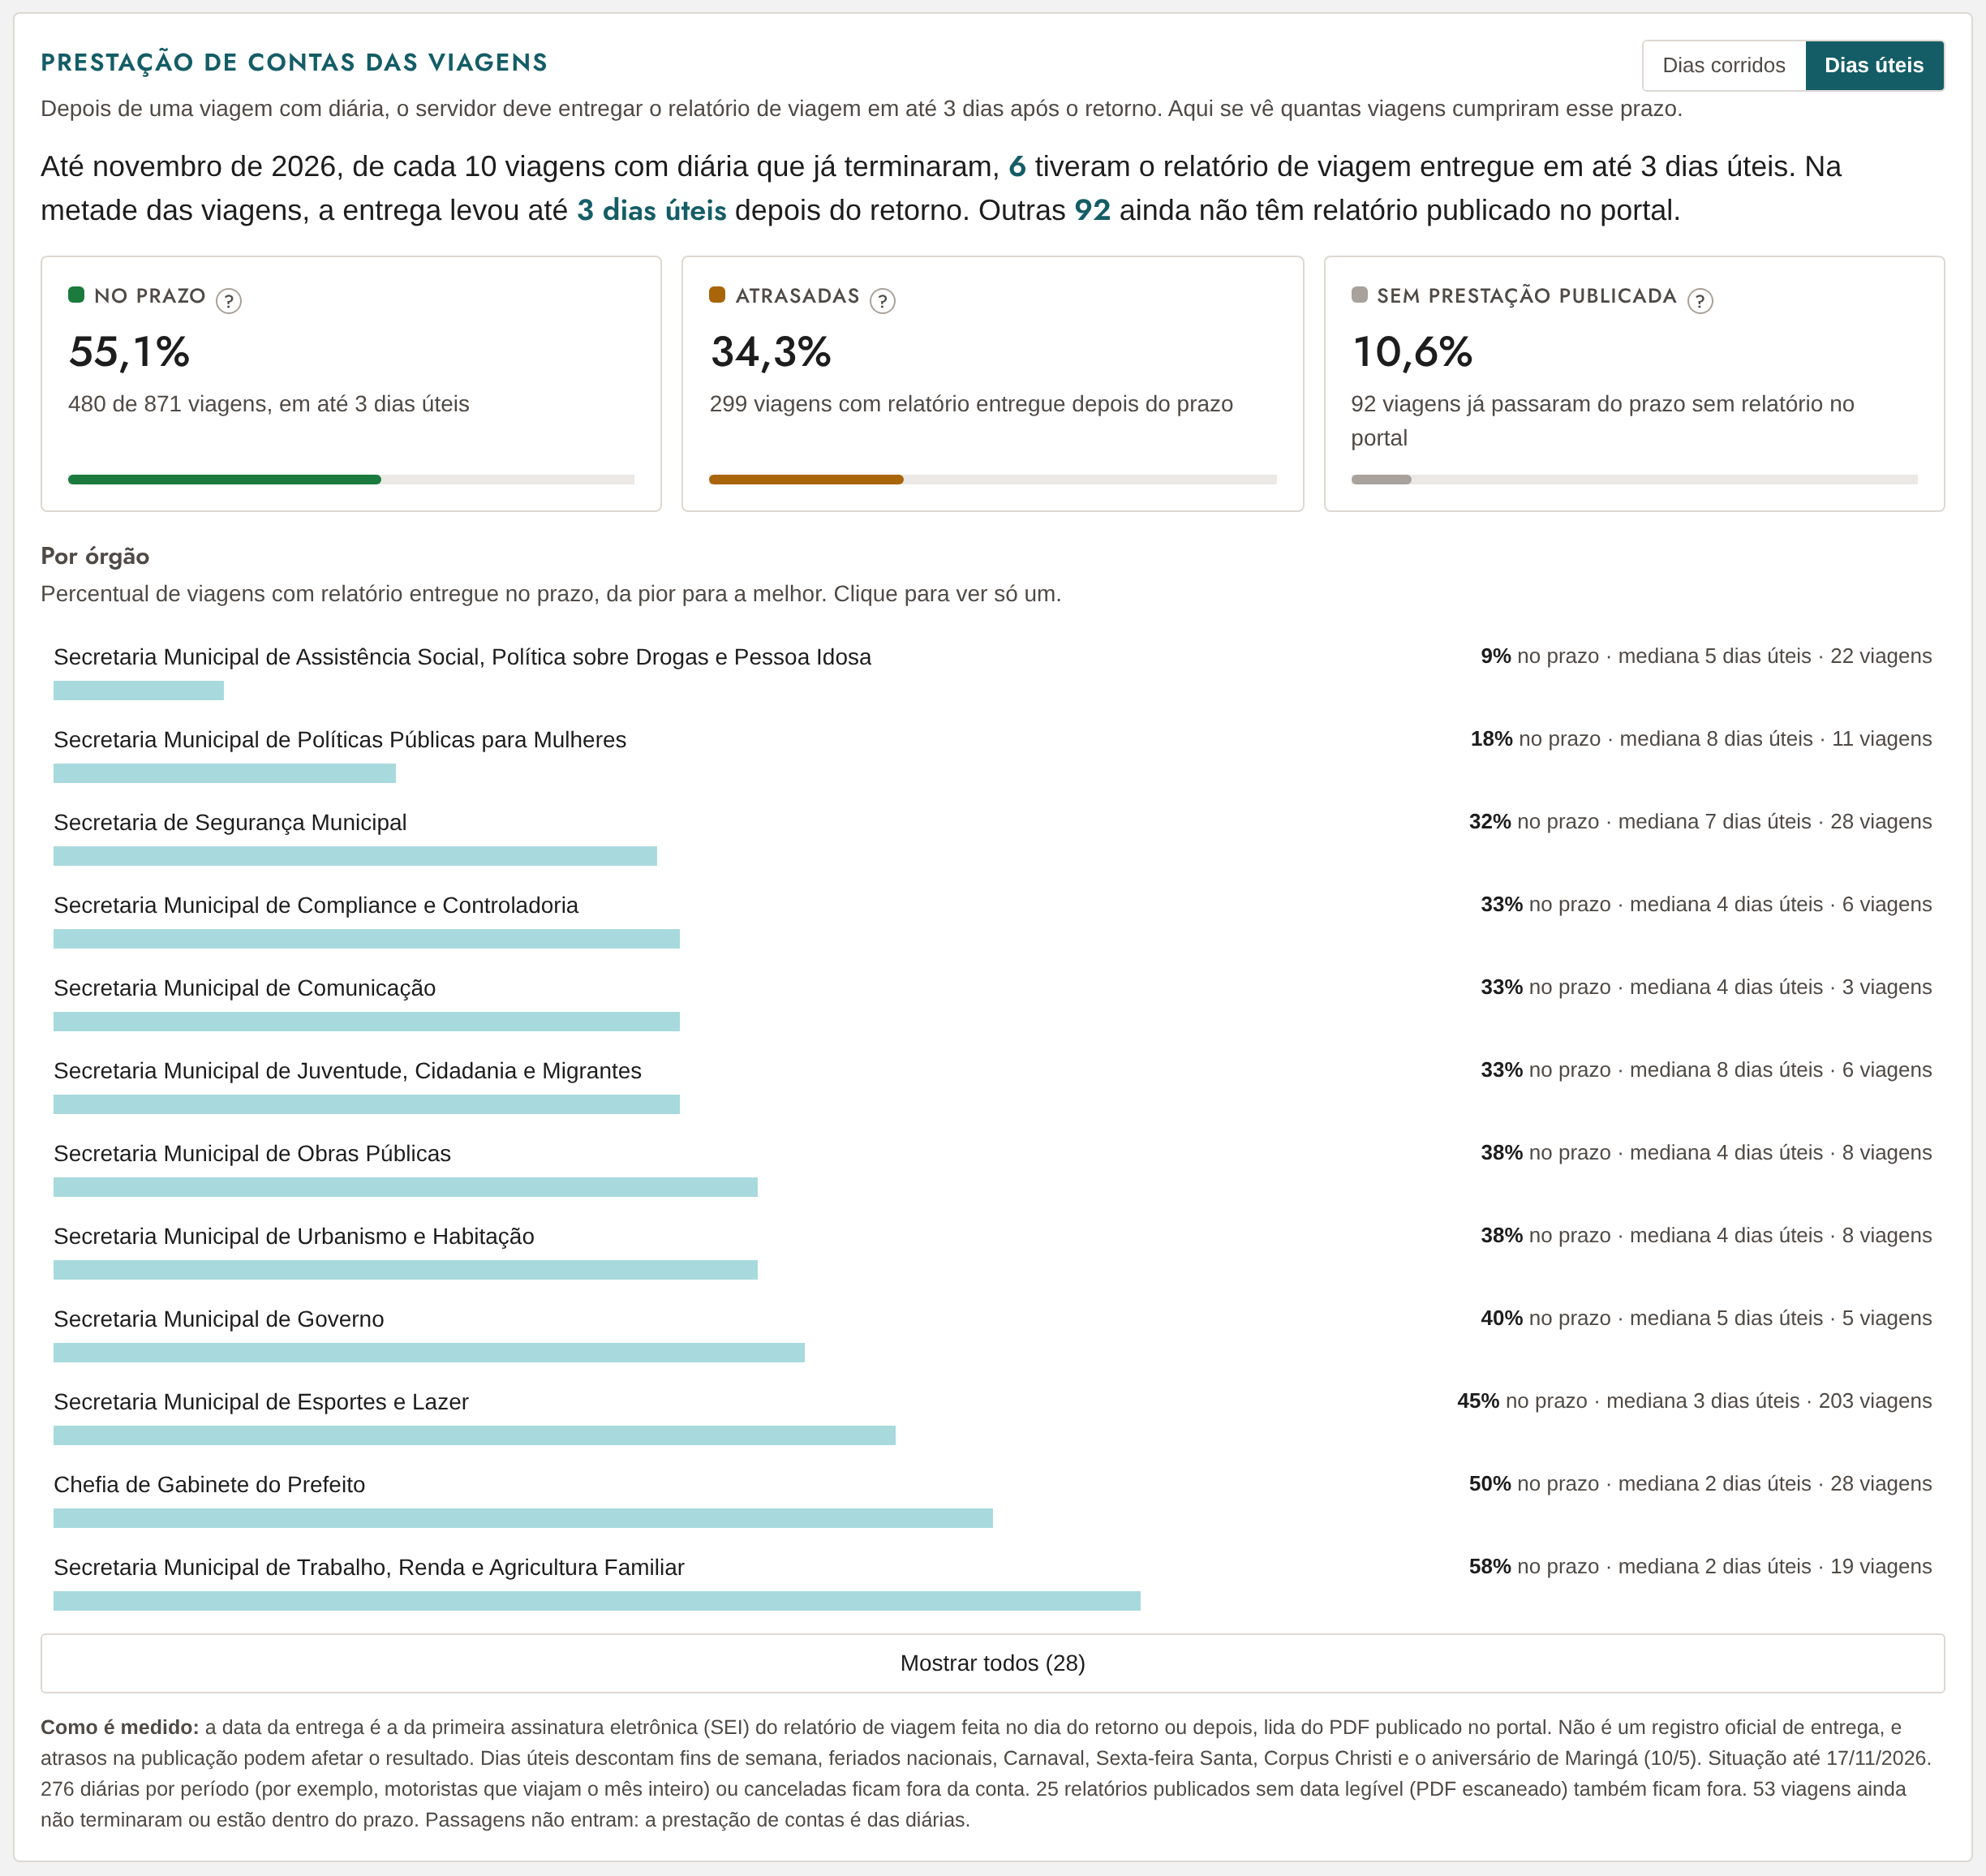 PRESTAÇÃO DE CONTAS DAS VIAGENS
Dias corridos
Dias úteis
Depois de uma viagem com diária, o servidor deve entregar o relatório de viagem em até 3 dias após o retorno. Aqui se vê quantas viagens cumpriram esse prazo.
Até novembro de 2026, de cada 10 viagens com diária que já terminaram, 6 tiveram o relatório de viagem entregue em até 3 dias úteis. Na
metade das viagens, a entrega levou até 3 dias úteis depois do retorno. Outras 92 ainda não têm relatório publicado no portal.
NO PRAZO ?
55,1%
480 de 871 viagens, em até 3 dias úteis
ATRASADAS ?
34,3%
299 viagens com relatório entregue depois do prazo
SEM PRESTAÇÃO PUBLICADA ?
10,6%
92 viagens já passaram do prazo sem relatório no
portal
Por órgão
Percentual de viagens com relatório entregue no prazo, da pior para a melhor. Clique para ver só um.
Secretaria Municipal de Assistência Social, Política sobre Drogas e Pessoa Idosa
9% no prazo · mediana 5 dias úteis · 22 viagens
Secretaria Municipal de Políticas Públicas para Mulheres
18% no prazo · mediana 8 dias úteis · 11 viagens
Secretaria de Segurança Municipal
32% no prazo · mediana 7 dias úteis · 28 viagens
Secretaria Municipal de Compliance e Controladoria
33% no prazo · mediana 4 dias úteis · 6 viagens
Secretaria Municipal de Comunicação
33% no prazo · mediana 4 dias úteis · 3 viagens
Secretaria Municipal de Juventude, Cidadania e Migrantes
33% no prazo · mediana 8 dias úteis · 6 viagens
Secretaria Municipal de Obras Públicas
38% no prazo · mediana 4 dias úteis · 8 viagens
Secretaria Municipal de Urbanismo e Habitação
38% no prazo · mediana 4 dias úteis · 8 viagens
Secretaria Municipal de Governo
40% no prazo · mediana 5 dias úteis · 5 viagens
Secretaria Municipal de Esportes e Lazer
45% no prazo · mediana 3 dias úteis · 203 viagens
Chefia de Gabinete do Prefeito
50% no prazo · mediana 2 dias úteis · 28 viagens
Secretaria Municipal de Trabalho, Renda e Agricultura Familiar
58% no prazo · mediana 2 dias úteis · 19 viagens
Mostrar todos (28)
Como é medido: a data da entrega é a da primeira assinatura eletrônica (SEI) do relatório de viagem feita no dia do retorno ou depois, lida do PDF publicado no portal. Não é um registro oficial de entrega, e
atrasos na publicação podem afetar o resultado. Dias úteis descontam fins de semana, feriados nacionais, Carnaval, Sexta-feira Santa, Corpus Christi e o aniversário de Maringá (10/5). Situação até 17/11/2026.
276 diárias por período (por exemplo, motoristas que viajam o mês inteiro) ou canceladas ficam fora da conta. 25 relatórios publicados sem data legível (PDF escaneado) também ficam fora. 53 viagens ainda
não terminaram ou estão dentro do prazo. Passagens não entram: a prestação de contas é das diárias.